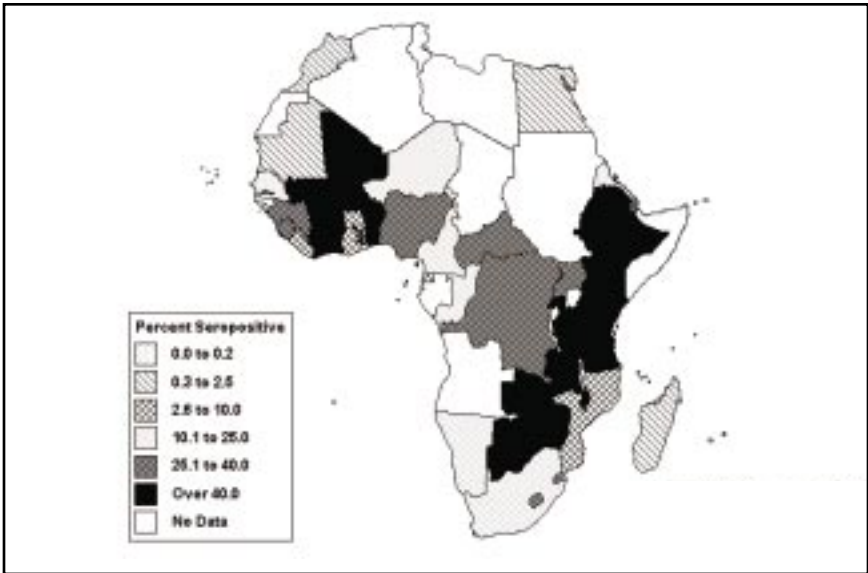 Percent Seropositive
0.0 to 0.2
0.3 to 2.5
2.6 to 10.0
10.1 to 25.0
25.1 to 40.0
Over 40.0
No Data